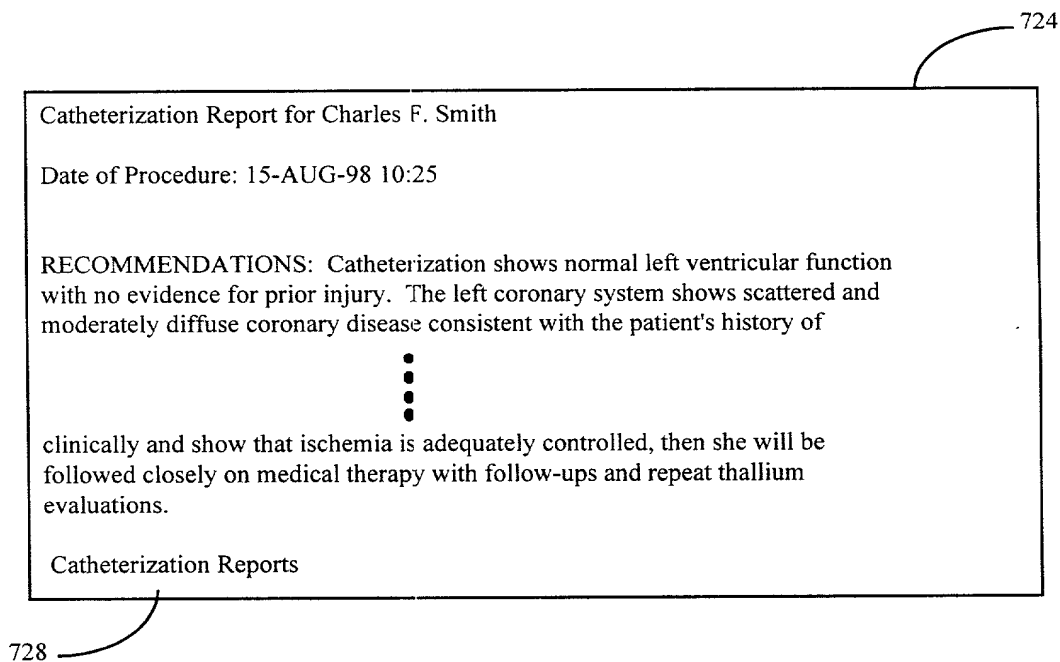 724
Catheterization Report for Charles F. Smith
Date of Procedure: 15-AUG-98 10:25
RECOMMENDATIONS: Catheterization shows normal left ventricular function
with no evidence for prior injury. The left coronary system shows scattered and
moderately diffuse coronary disease consistent with the patient's history of
clinically and show that ischemia is adequately controlled, then she will be
followed closely on medical therapy with follow-ups and repeat thallium
evaluations.
Catheterization Reports
728